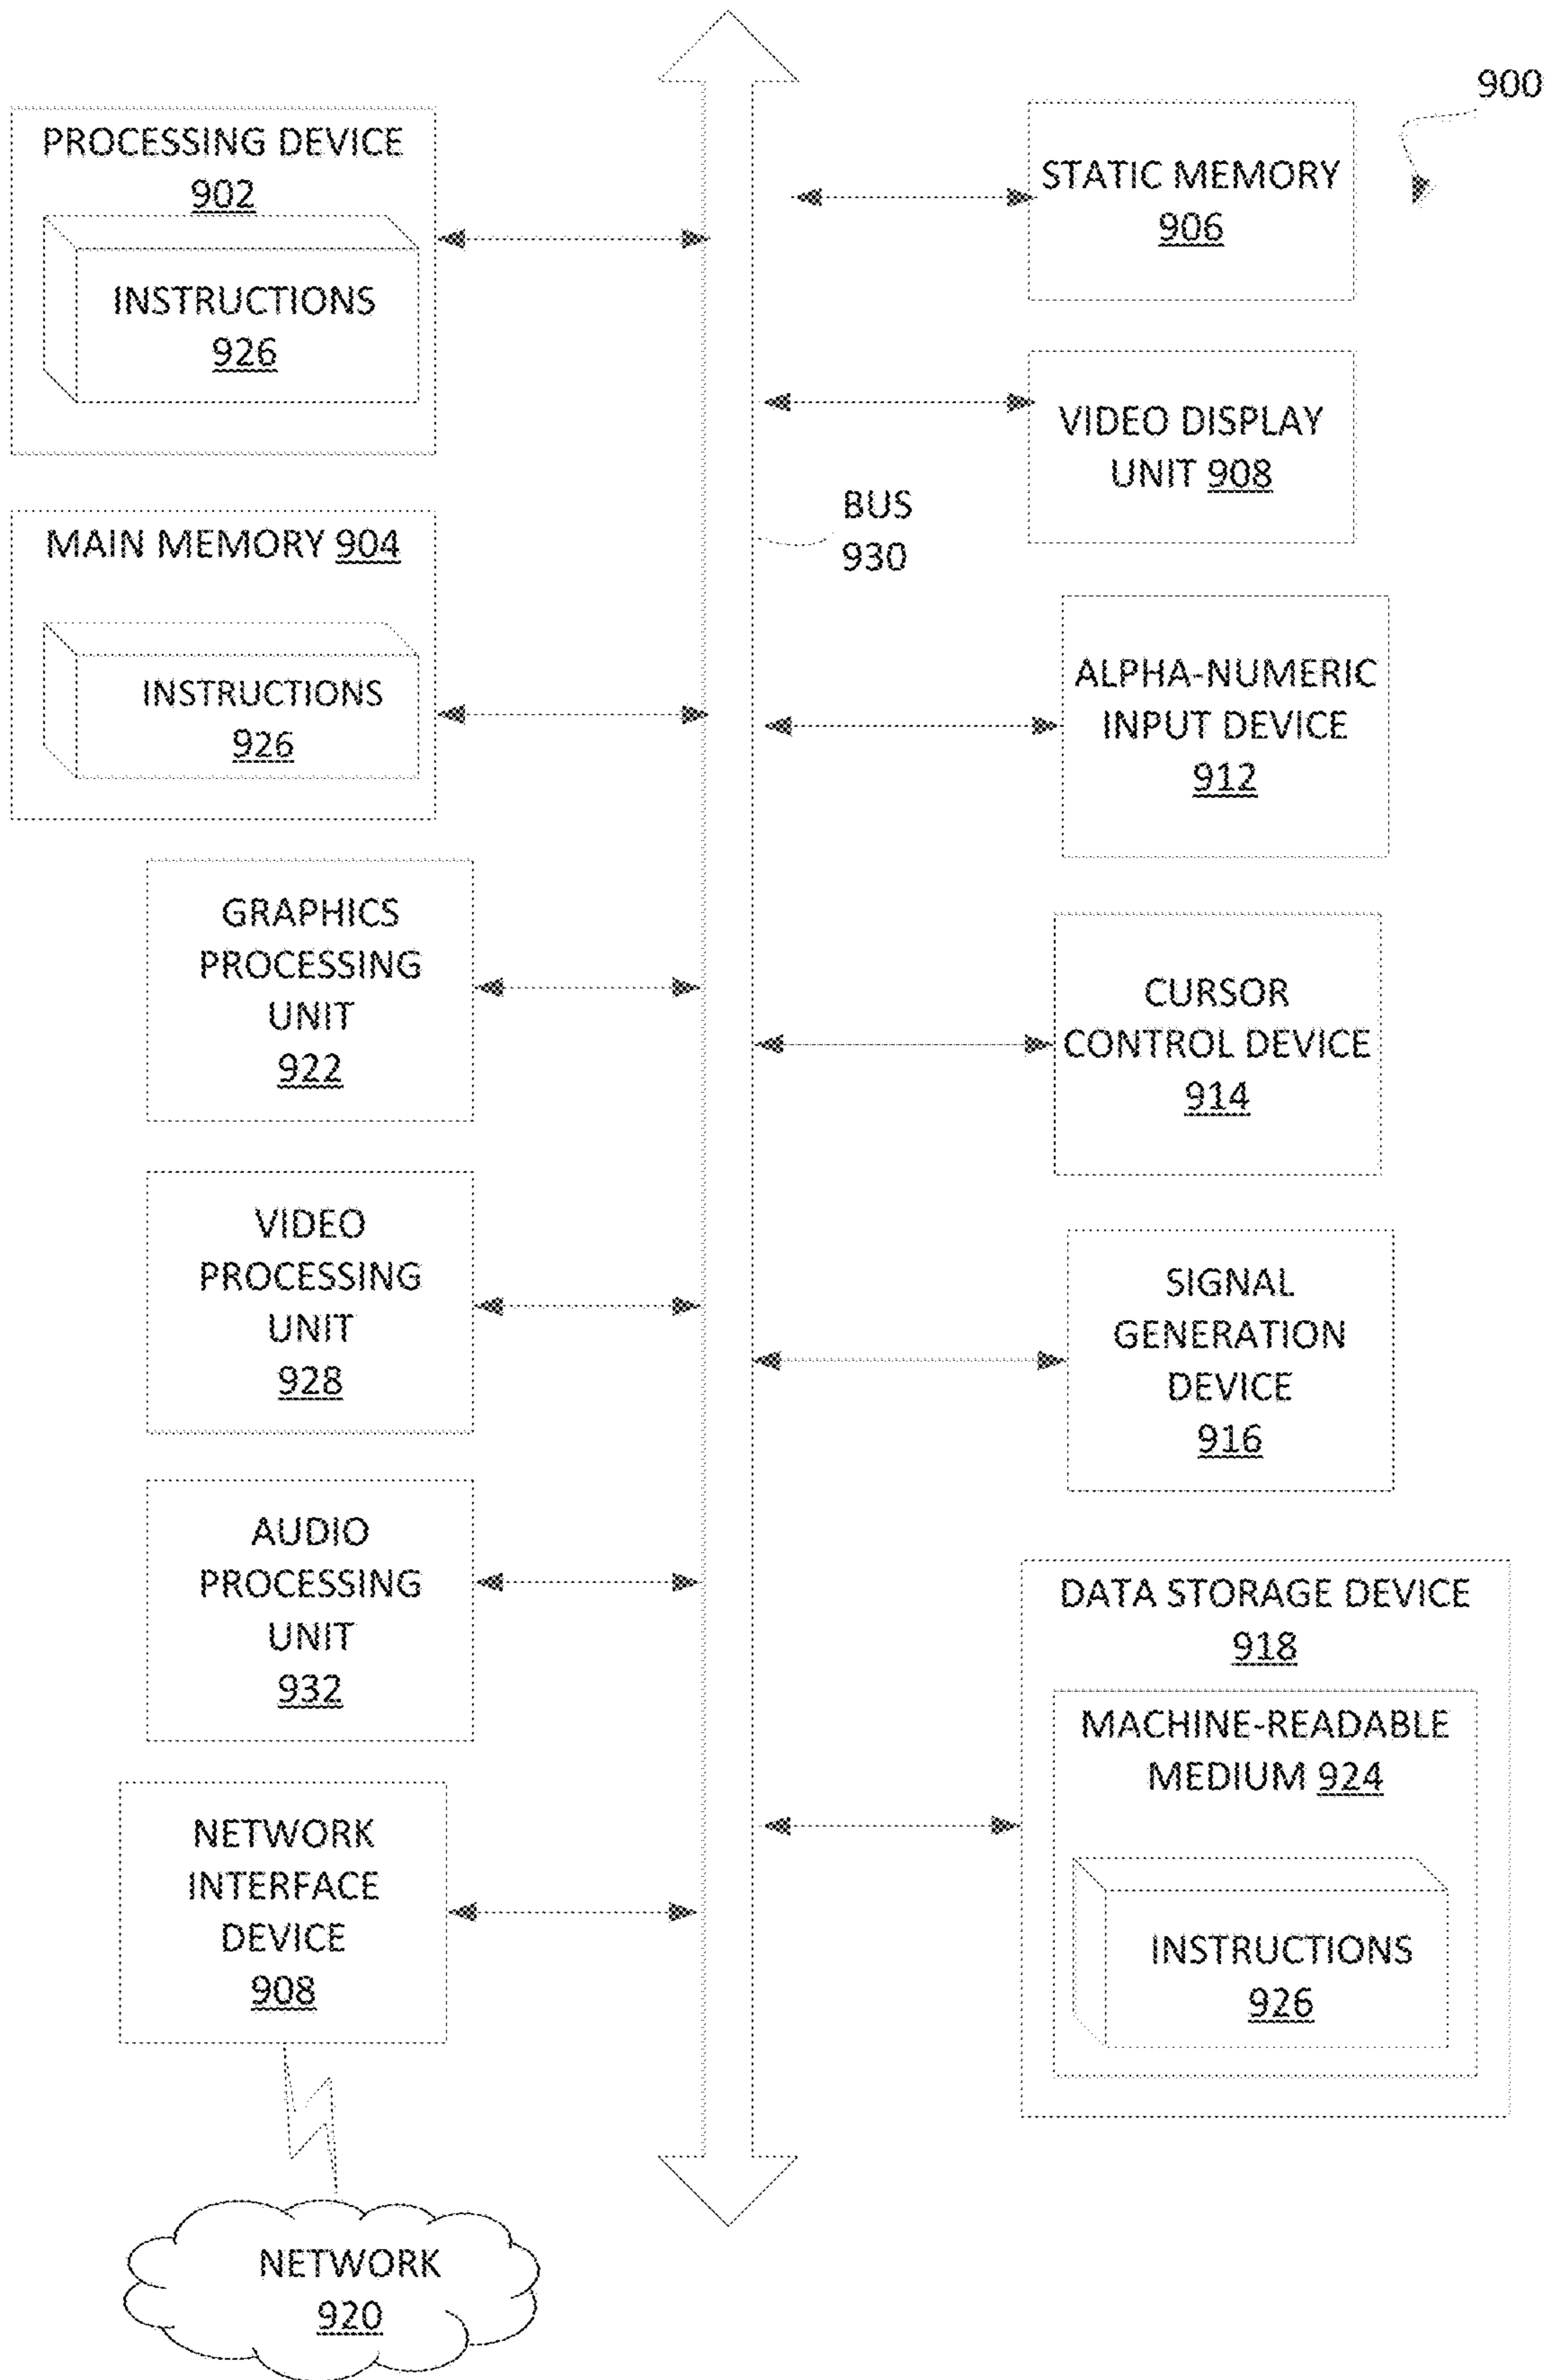 900
PROCESSING DEVICE
902
INSTRUCTIONS
926
MAIN MEMORY 904
INSTRUCTIONS
926
GRAPHICS
PROCESSING
UNIT
922
VIDEO
PROCESSING
UNIT
928
AUDIO
PROCESSING
UNIT
932
NETWORK
INTERFACE
DEVICE
908
NETWORK
920
BUS
930
STATIC MEMORY
906
VIDEO DISPLAY
UNIT 908
ALPHA-NUMERIC
INPUT DEVICE
912
CURSOR
CONTROL DEVICE
914
SIGNAL
GENERATION
DEVICE
916
DATA STORAGE DEVICE
918
MACHINE-READABLE
MEDIUM 924
INSTRUCTIONS
926